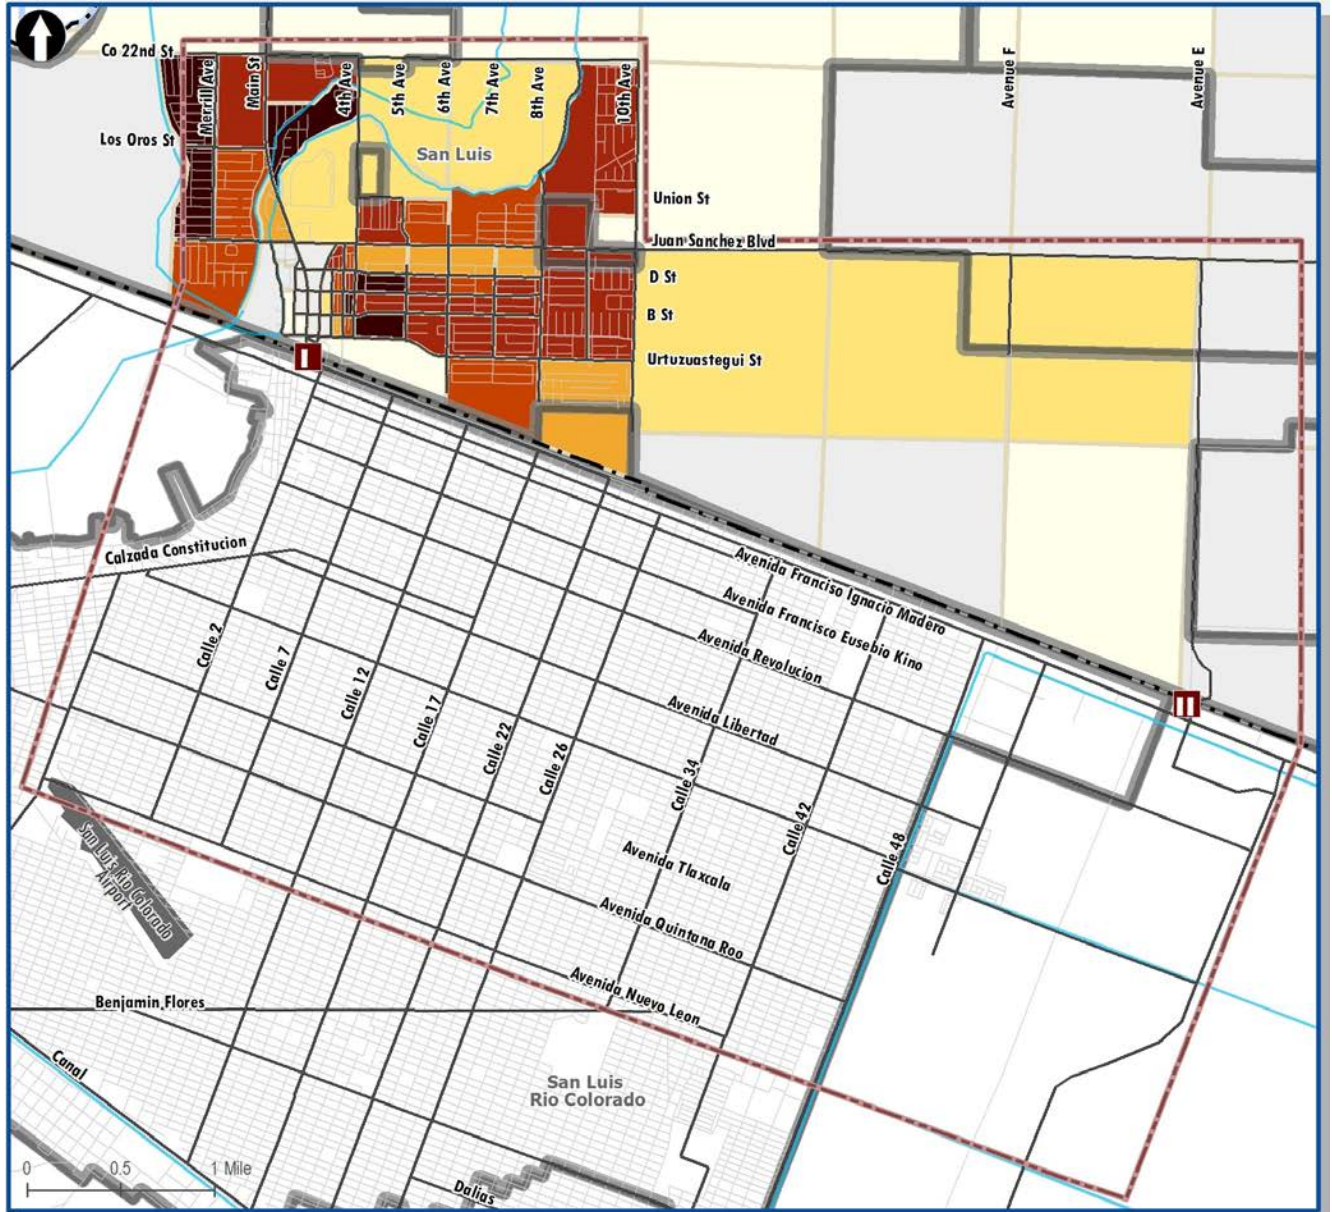 Co 22nd St
Merrill Ave
Main St
4th Ave
5th Ave
6th Ave
7th Ave
8th Ave
10th Ave
Avenue F
Avenue E
Los Oros St
San Luis
Union St
Juan Sanchez Blvd
D St
B St
Urtuzuastegui St
I
Calzada Constitucion
Avenida Franciso Ignacio Madero
Avenida Francisco Eusebio Kino
Avenida Revolucion
Avenida Libertad
Calle 2
Calle 7
Calle 12
Calle 17
Calle 22
Calle 26
Calle 34
Calle 42
Calle 48
II
San Luis Rio Colorado
Airport
Avenida Tlaxcala
Avenida Quintana Roo
Avenida Nuevo Leon
Benjamin Flores
Canal
San Luis
Rio Colorado
Dalias
0 0.5 1 Mile